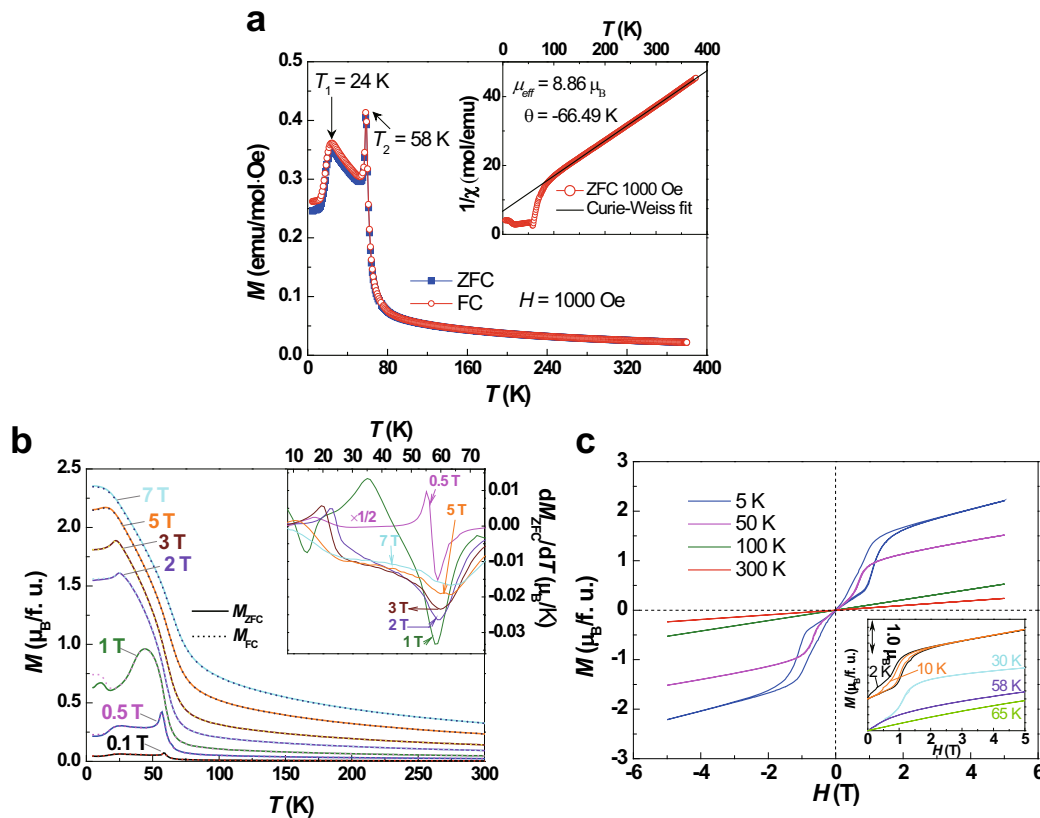 a
T (K)
0 100 200 300 400
0.5
0.4
0.3
0.2
0.1
0.0
M (emu/mol·Oe)
T₁ = 24 K
T₂ = 58 K
μeff = 8.86 μB
θ = -66.49 K
40
20
0
1/χ (mol/emu)
ZFC 1000 Oe
Curie-Weiss fit
ZFC
FC
H = 1000 Oe
0 80 160 240 320 400
T (K)
b
T (K)
10 20 30 40 50 60 70
2.5
2.0
1.5
1.0
0.5
0.0
M (μB/f. u.)
7 T
5 T
3 T
2 T
1 T
0.5 T
0.1 T
MZFC
MFC
×1/2
0.5 T
5 T
7 T
3 T
2 T
1 T
0.01
0.00
-0.01
-0.02
-0.03
dMZFC/dT (μB/K)
0 50 100 150 200 250 300
T (K)
c
3
2
1
0
-1
-2
-3
M (μB/f. u.)
5 K
50 K
100 K
300 K
1.0 μB
M (μB/f. u.)
2 K
10 K
30 K
58 K
65 K
0 1 2 3 4 5
H (T)
-6 -4 -2 0 2 4 6
H (T)